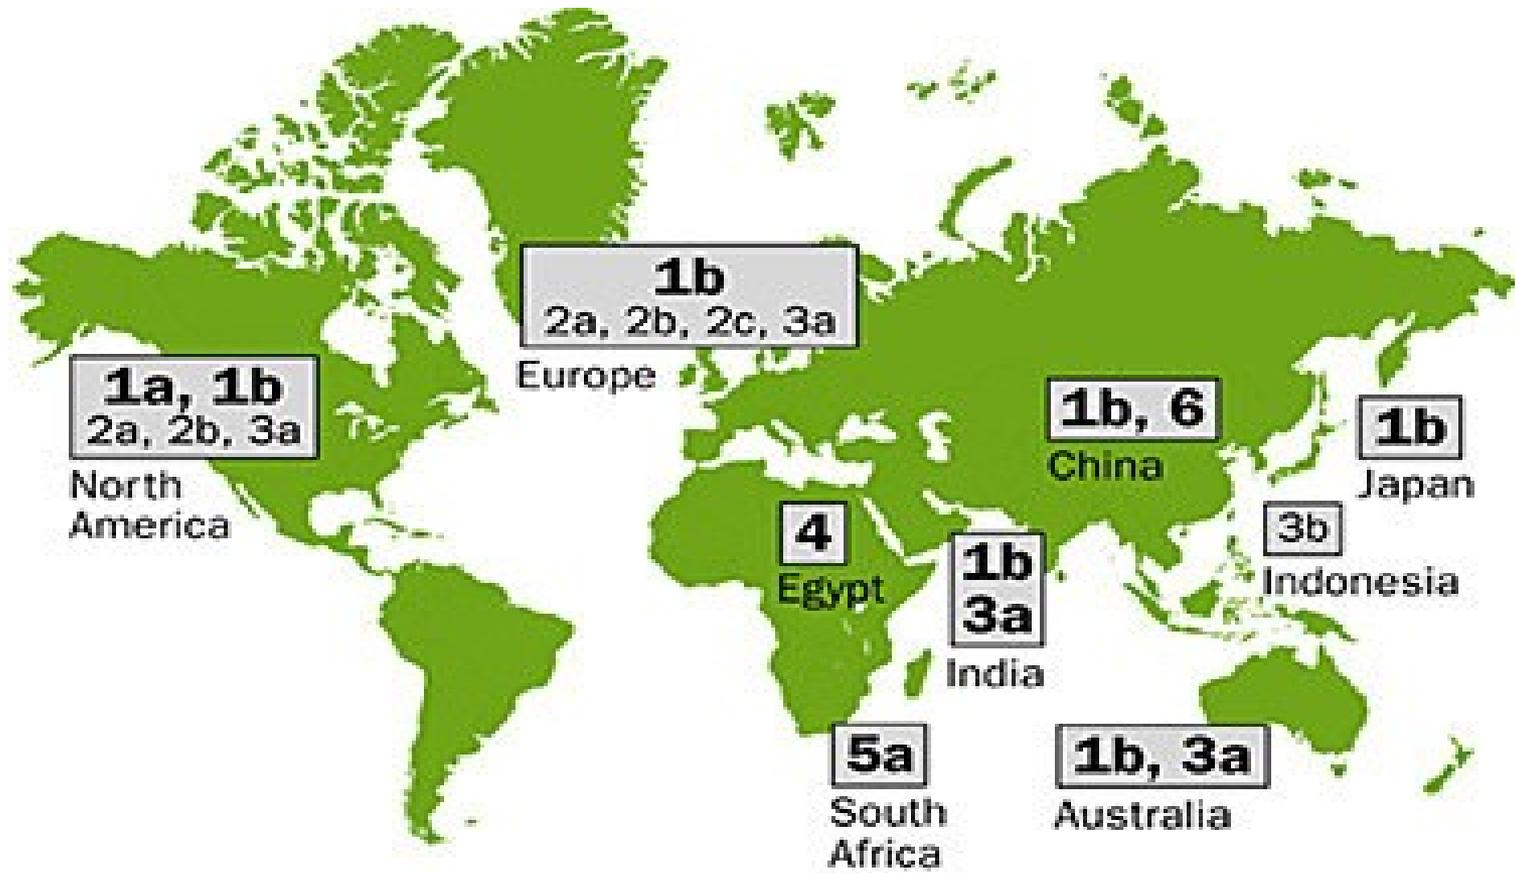 1b
2a, 2b, 2c, 3a
Europe
1a, 1b
2a, 2b, 3a
North
America
1b, 6
China
1b
Japan
4
Egypt
1b
3a
India
3b
Indonesia
5a
South
Africa
1b, 3a
Australia